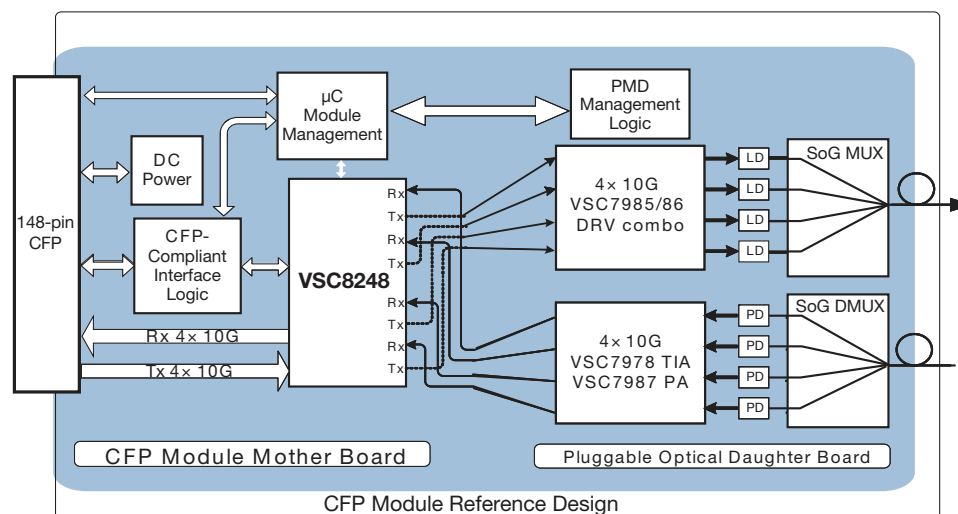 148-pin
CFP
DC
Power
µC
Module
Management
PMD
Management
Logic
CFP-
Compliant
Interface
Logic
VSC8248
Rx
Tx
Rx
Tx
Rx
Tx
Rx
Tx
Rx 4× 10G
Tx 4× 10G
4× 10G
VSC7985/86
DRV combo
LD
LD
LD
LD
SoG MUX
4× 10G
VSC7978 TIA
VSC7987 PA
PD
PD
PD
PD
SoG DMUX
CFP Module Mother Board
Pluggable Optical Daughter Board
CFP Module Reference Design